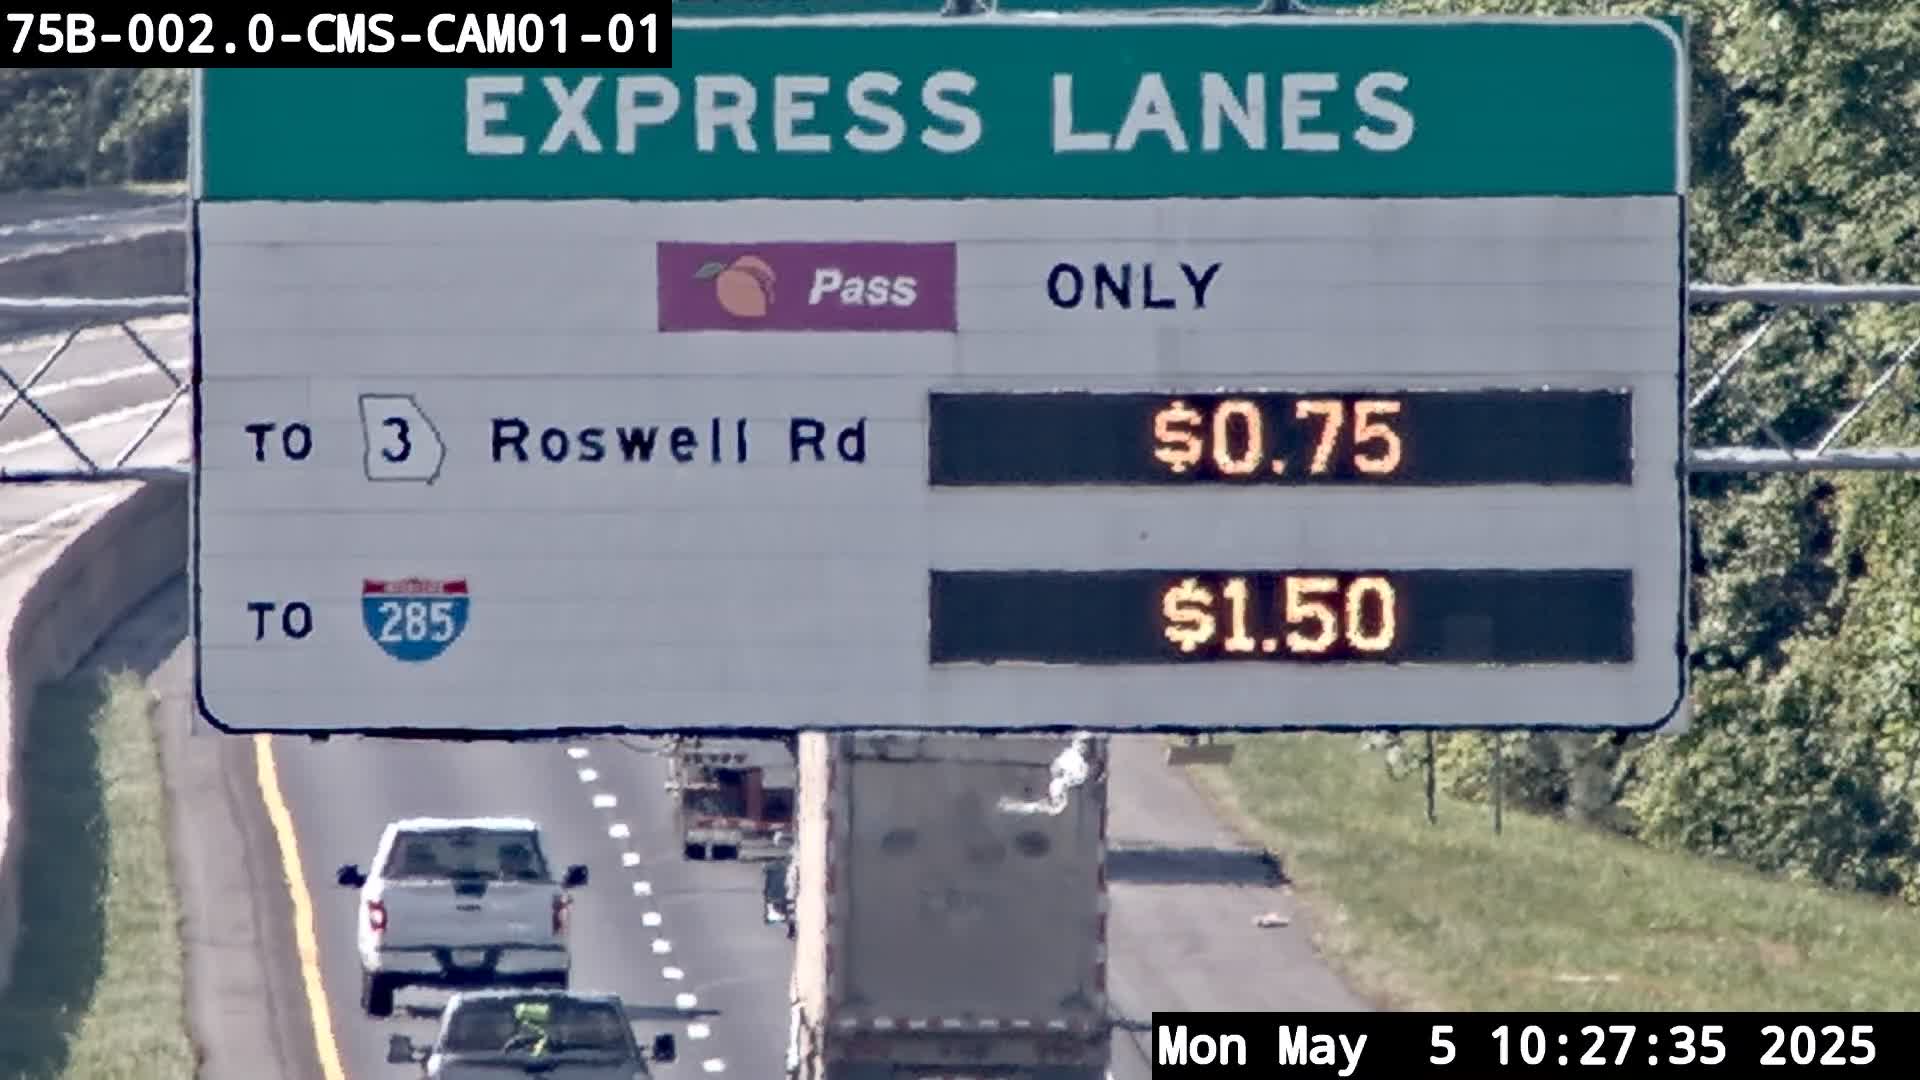 75B-002.0-CMS-CAM01-01
EXPRESS LANES
Pass ONLY
TO 3 Roswell Rd $0.75
TO 285 $1.50
Mon May 5 10:27:35 2025